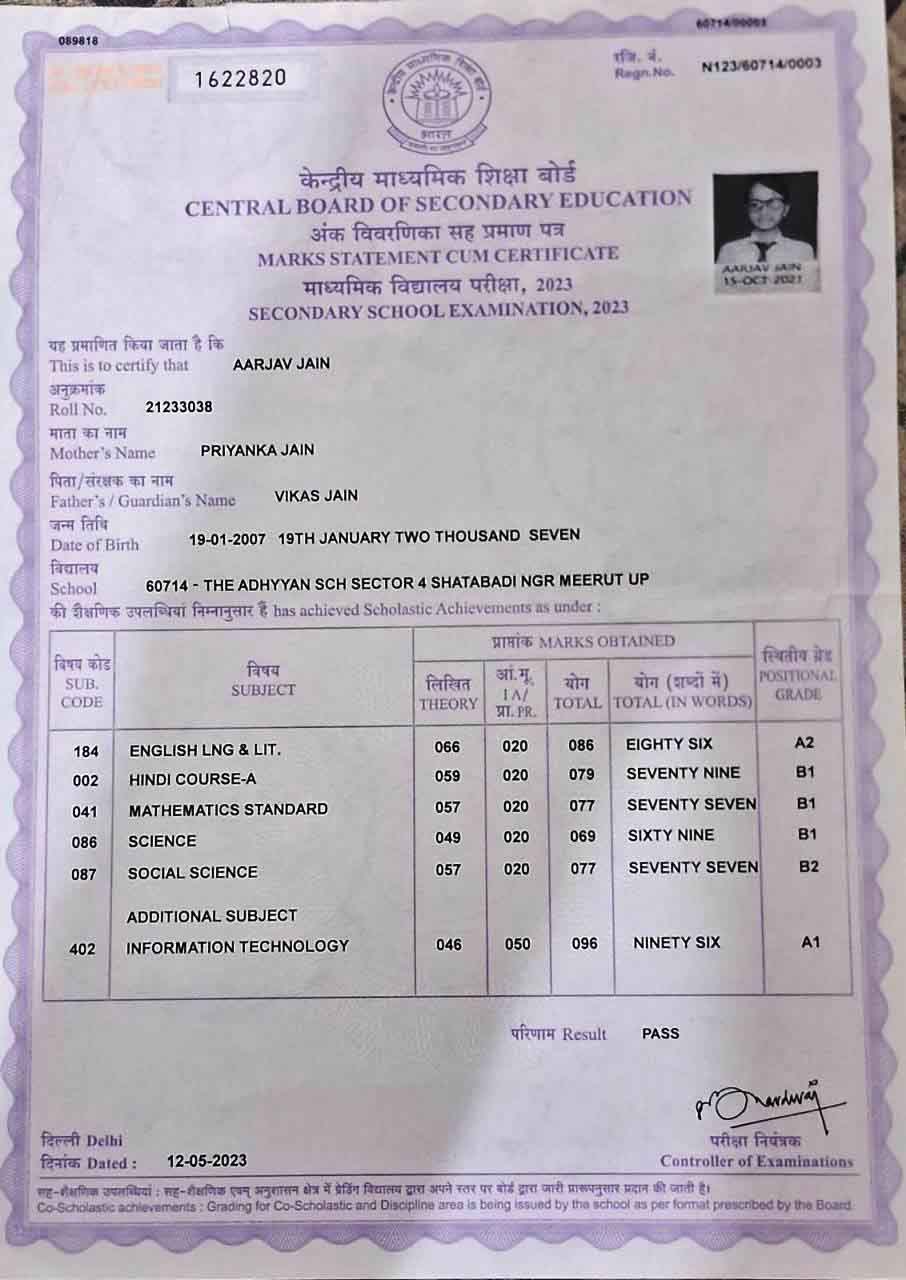 089818
60714/00003
1622820
रजि. नं.
Regn.No. N123/60714/0003
केन्द्रीय माध्यमिक शिक्षा बोर्ड
भारत
केन्द्रीय माध्यमिक शिक्षा बोर्ड
CENTRAL BOARD OF SECONDARY EDUCATION
अंक विवरणिका सह प्रमाण पत्र
MARKS STATEMENT CUM CERTIFICATE
माध्यमिक विद्यालय परीक्षा, 2023
SECONDARY SCHOOL EXAMINATION, 2023
AARJAV JAIN
15-OCT 2021
यह प्रमाणित किया जाता है कि
This is to certify that AARJAV JAIN
अनुक्रमांक
Roll No. 21233038
माता का नाम
Mother's Name PRIYANKA JAIN
पिता/संरक्षक का नाम
Father's / Guardian's Name VIKAS JAIN
जन्म तिथि
Date of Birth 19-01-2007 19TH JANUARY TWO THOUSAND SEVEN
विद्यालय
School 60714 - THE ADHYYAN SCH SECTOR 4 SHATABADI NGR MEERUT UP
की शैक्षणिक उपलब्धियां निम्नानुसार हैं has achieved Scholastic Achievements as under :
विषय कोड SUB. CODE
विषय SUBJECT
प्राप्तांक MARKS OBTAINED
लिखित THEORY
आं.मू. IA/ प्रा. PR.
योग TOTAL
योग (शब्दों में) TOTAL (IN WORDS)
स्थितीय ग्रेड POSITIONAL GRADE
184 ENGLISH LNG & LIT. 066 020 086 EIGHTY SIX A2
002 HINDI COURSE-A 059 020 079 SEVENTY NINE B1
041 MATHEMATICS STANDARD 057 020 077 SEVENTY SEVEN B1
086 SCIENCE 049 020 069 SIXTY NINE B1
087 SOCIAL SCIENCE 057 020 077 SEVENTY SEVEN B2
ADDITIONAL SUBJECT
402 INFORMATION TECHNOLOGY 046 050 096 NINETY SIX A1
परिणाम Result PASS
दिल्ली Delhi
दिनांक Dated : 12-05-2023
परीक्षा नियंत्रक
Controller of Examinations
सह-शैक्षणिक उपलब्धियां : सह-शैक्षणिक एवम् अनुशासन क्षेत्र में ग्रेडिंग विद्यालय द्वारा अपने स्तर पर बोर्ड द्वारा जारी प्रारूपनुसार प्रदान की जाती है।
Co-Scholastic achievements : Grading for Co-Scholastic and Discipline area is being issued by the school as per format prescribed by the Board.